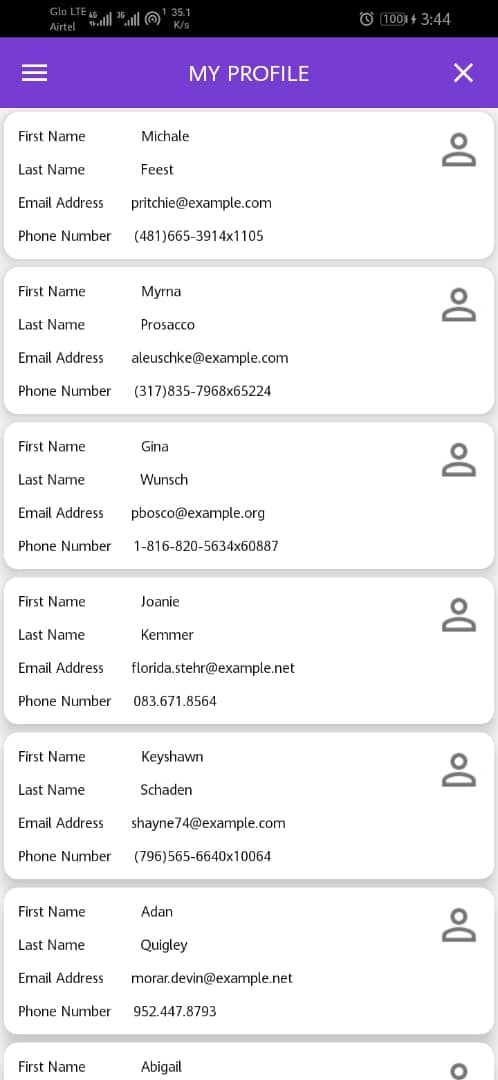 Glo LTE 4G 3G 1 35.1
Airtel K/s
100 3:44
MY PROFILE
First Name Michale
Last Name Feest
Email Address pritchie@example.com
Phone Number (481)665-3914x1105
First Name Myrna
Last Name Prosacco
Email Address aleuschke@example.com
Phone Number (317)835-7968x65224
First Name Gina
Last Name Wunsch
Email Address pbosco@example.org
Phone Number 1-816-820-5634x60887
First Name Joanie
Last Name Kemmer
Email Address florida.stehr@example.net
Phone Number 083.671.8564
First Name Keyshawn
Last Name Schaden
Email Address shayne74@example.com
Phone Number (796)565-6640x10064
First Name Adan
Last Name Quigley
Email Address morar.devin@example.net
Phone Number 952.447.8793
First Name Abigail